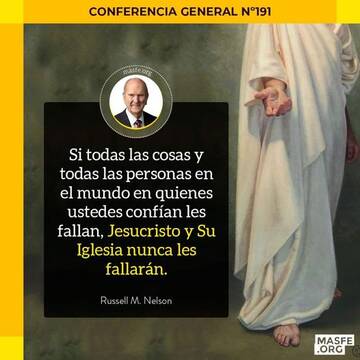 CONFERENCIA GENERAL Nº191
masfe.org
Si todas las cosas y
todas las personas en
el mundo en quienes
ustedes confían les
fallan, Jesucristo y Su
Iglesia nunca les
fallarán.
Russell M. Nelson
MASFE
.ORG